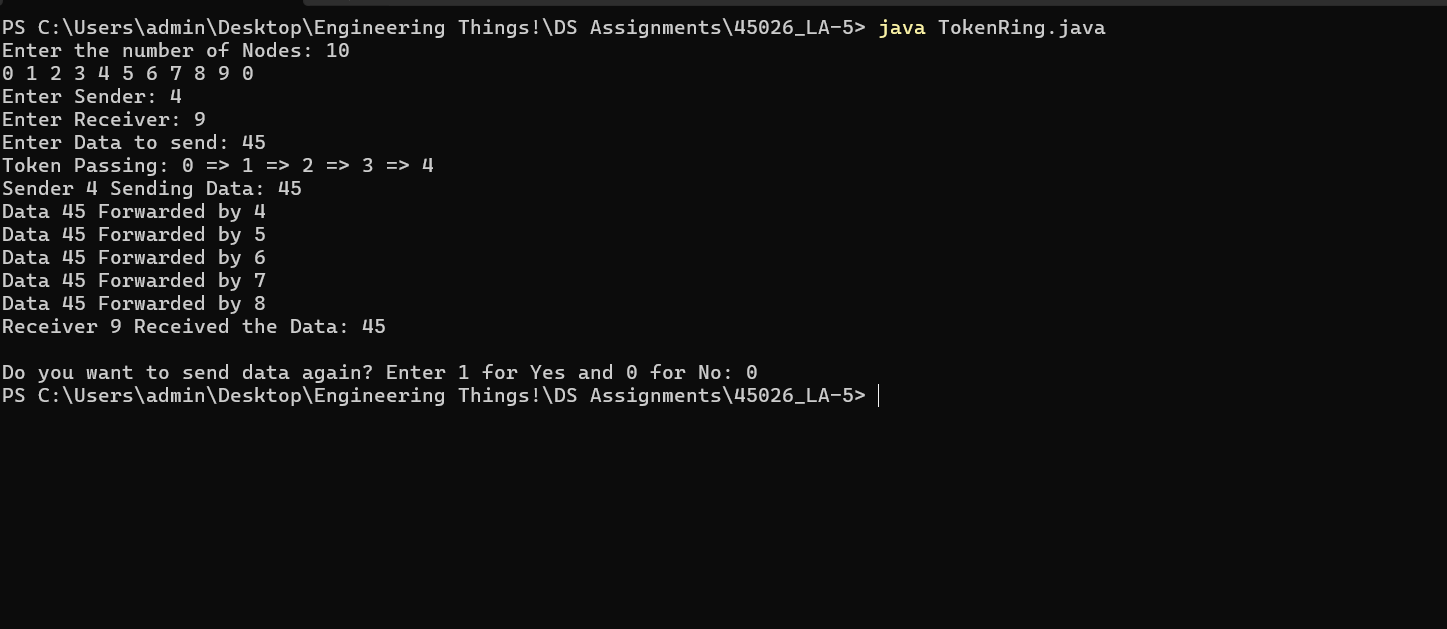 PS C:\Users\admin\Desktop\Engineering Things!\DS Assignments\45026_LA-5> java TokenRing.java
Enter the number of Nodes: 10
0 1 2 3 4 5 6 7 8 9 0
Enter Sender: 4
Enter Receiver: 9
Enter Data to send: 45
Token Passing: 0 => 1 => 2 => 3 => 4
Sender 4 Sending Data: 45
Data 45 Forwarded by 4
Data 45 Forwarded by 5
Data 45 Forwarded by 6
Data 45 Forwarded by 7
Data 45 Forwarded by 8
Receiver 9 Received the Data: 45
Do you want to send data again? Enter 1 for Yes and 0 for No: 0
PS C:\Users\admin\Desktop\Engineering Things!\DS Assignments\45026_LA-5>